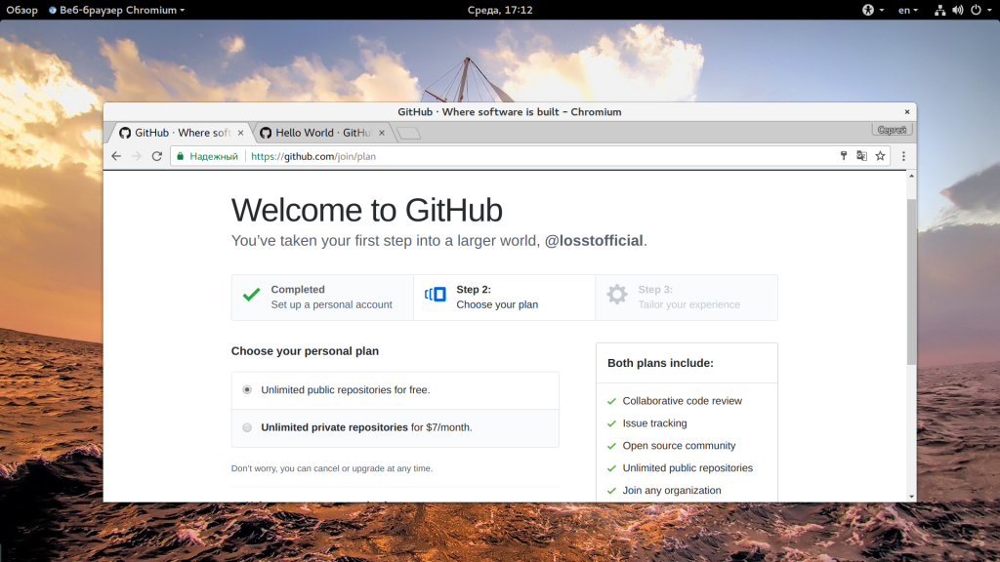 Обзор Веб-браузер Chromium Среда, 17:12 en
GitHub · Where software is built - Chromium
GitHub · Where soft Hello World · GitHu Сергей
Надежный https://github.com/join/plan
Welcome to GitHub
You've taken your first step into a larger world, @losstofficial.
Completed
Set up a personal account
Step 2:
Choose your plan
Step 3:
Tailor your experience
Choose your personal plan
Unlimited public repositories for free.
Unlimited private repositories for $7/month.
Don't worry, you can cancel or upgrade at any time.
Both plans include:
Collaborative code review
Issue tracking
Open source community
Unlimited public repositories
Join any organization